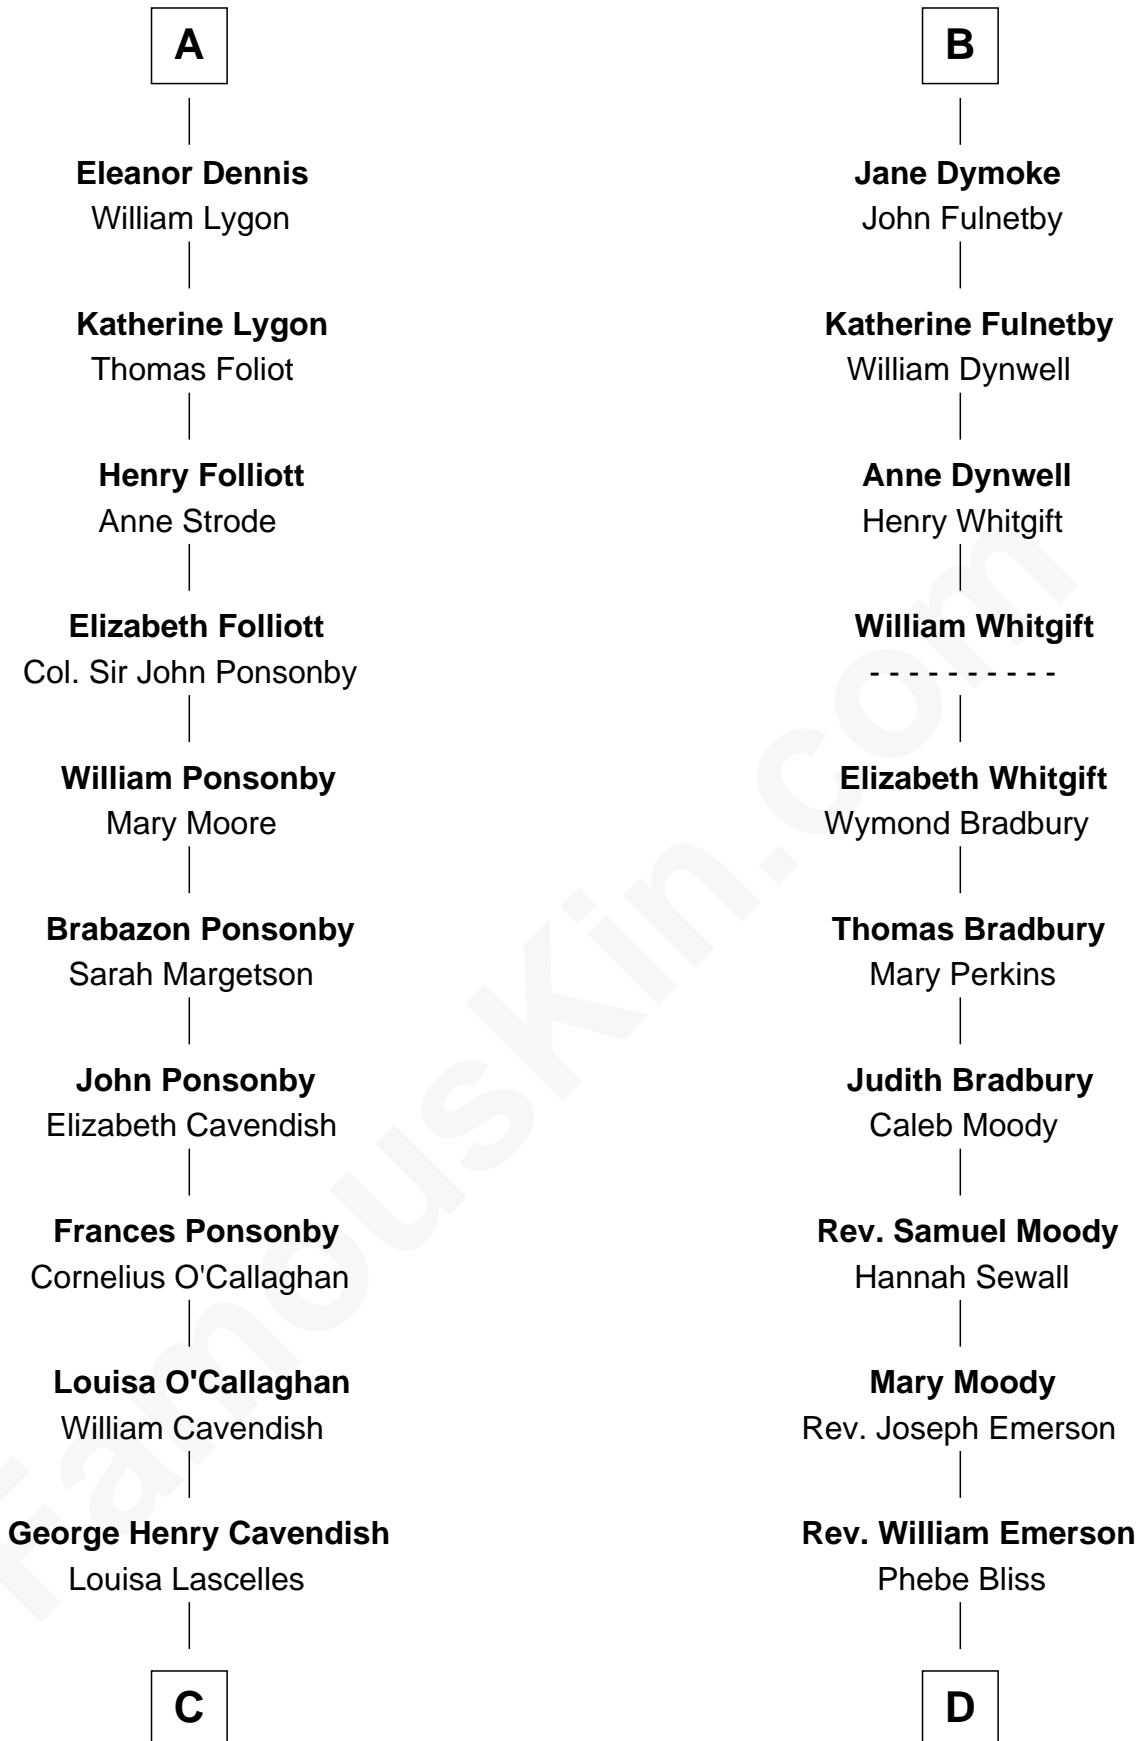 A
Eleanor Dennis
William Lygon
Katherine Lygon
Thomas Foliot
Henry Folliott
Anne Strode
Elizabeth Folliott
Col. Sir John Ponsonby
William Ponsonby
Mary Moore
Brabazon Ponsonby
Sarah Margetson
John Ponsonby
Elizabeth Cavendish
Frances Ponsonby
Cornelius O'Callaghan
Louisa O'Callaghan
William Cavendish
George Henry Cavendish
Louisa Lascelles
C
B
Jane Dymoke
John Fulnetby
Katherine Fulnetby
William Dynwell
Anne Dynwell
Henry Whitgift
William Whitgift
- - - - - - - - - -
Elizabeth Whitgift
Wymond Bradbury
Thomas Bradbury
Mary Perkins
Judith Bradbury
Caleb Moody
Rev. Samuel Moody
Hannah Sewall
Mary Moody
Rev. Joseph Emerson
Rev. William Emerson
Phebe Bliss
D
FamousKin.com